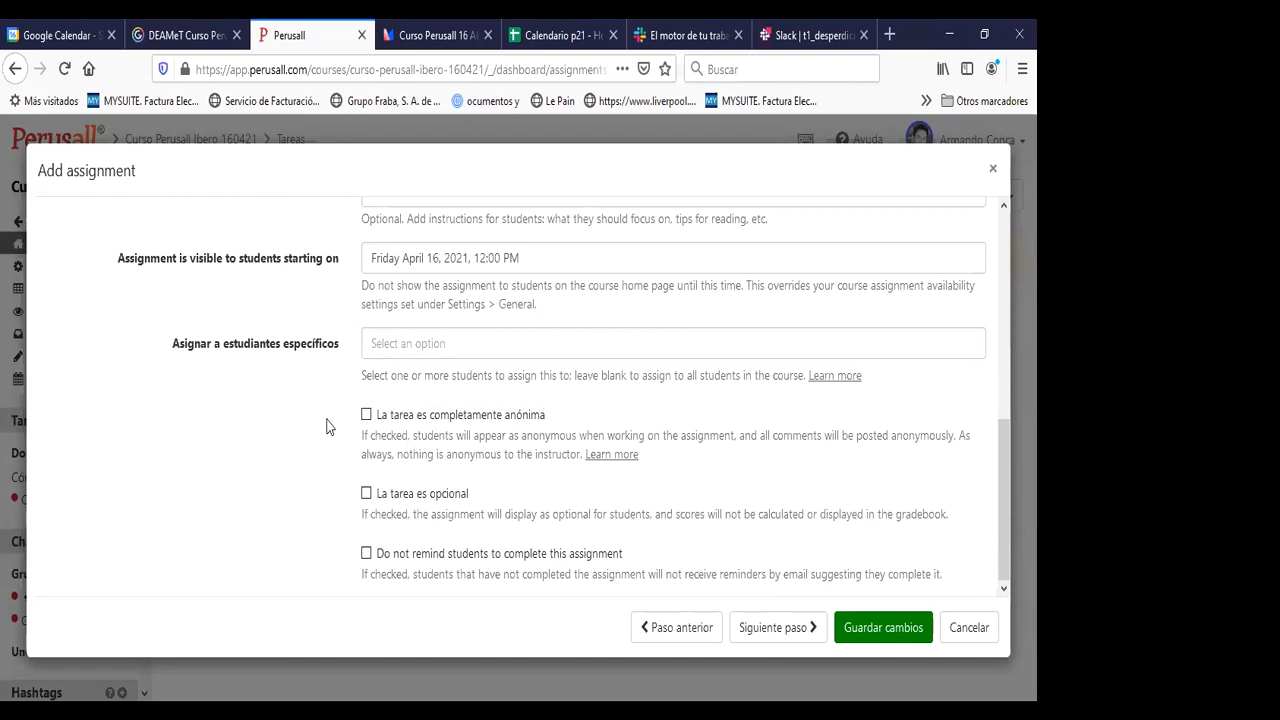 Google Calendar - S
DEAMeT Curso Peru
Perusall
Curso Perusall 16 A
Calendario p21 - Ho
El motor de tu traba
Slack | t1_desperdic
https://app.perusall.com/courses/curso-perusall-ibero-160421/_/dashboard/assignments
Buscar
Más visitados
MYSUITE. Factura Elec...
Servicio de Facturació...
Grupo Fraba, S. A. de ...
ocumentos y
Le Pain
https://www.liverpool....
MYSUITE. Factura Elec...
Otros marcadores
Perusall®
Curso Perusall Ibero 160421
Tareas
Ayuda
Armando Conca
Cu
Add assignment
×
Optional. Add instructions for students: what they should focus on, tips for reading, etc.
Assignment is visible to students starting on
Friday April 16, 2021, 12:00 PM
Do not show the assignment to students on the course home page until this time. This overrides your course assignment availability
settings set under Settings > General.
Asignar a estudiantes específicos
Select an option
Select one or more students to assign this to; leave blank to assign to all students in the course. Learn more
La tarea es completamente anónima
If checked, students will appear as anonymous when working on the assignment, and all comments will be posted anonymously. As
always, nothing is anonymous to the instructor. Learn more
La tarea es opcional
If checked, the assignment will display as optional for students, and scores will not be calculated or displayed in the gradebook.
Do not remind students to complete this assignment
If checked, students that have not completed the assignment will not receive reminders by email suggesting they complete it.
Tar
Do
Cón
Cha
Gru
Un
Paso anterior
Siguiente paso
Guardar cambios
Cancelar
Hashtags